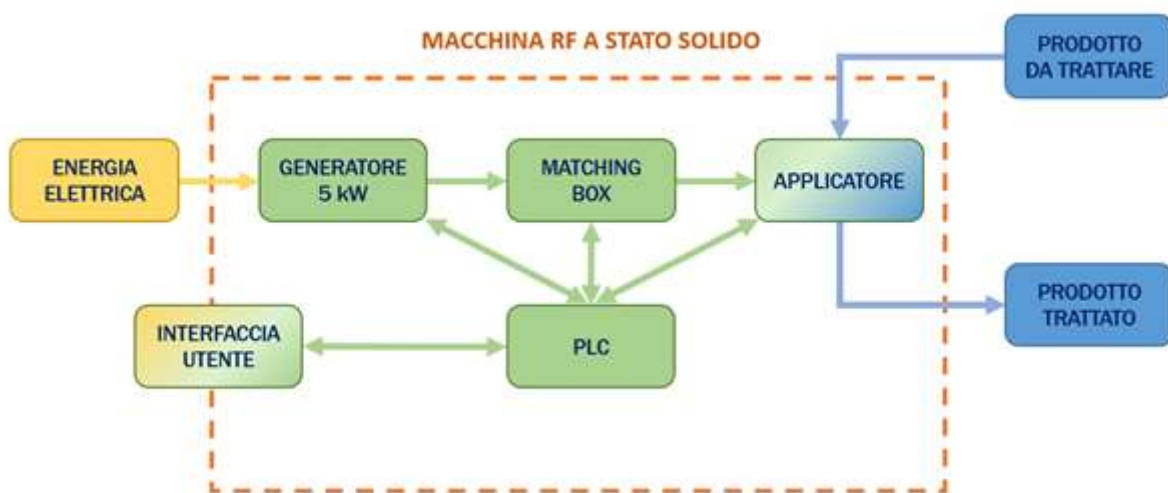 MACCHINA RF A STATO SOLIDO
PRODOTTO
DA TRATTARE
ENERGIA
ELETTRICA
GENERATORE
5 kW
MATCHING
BOX
APPLICATORE
INTERFACCIA
UTENTE
PLC
PRODOTTO
TRATTATO